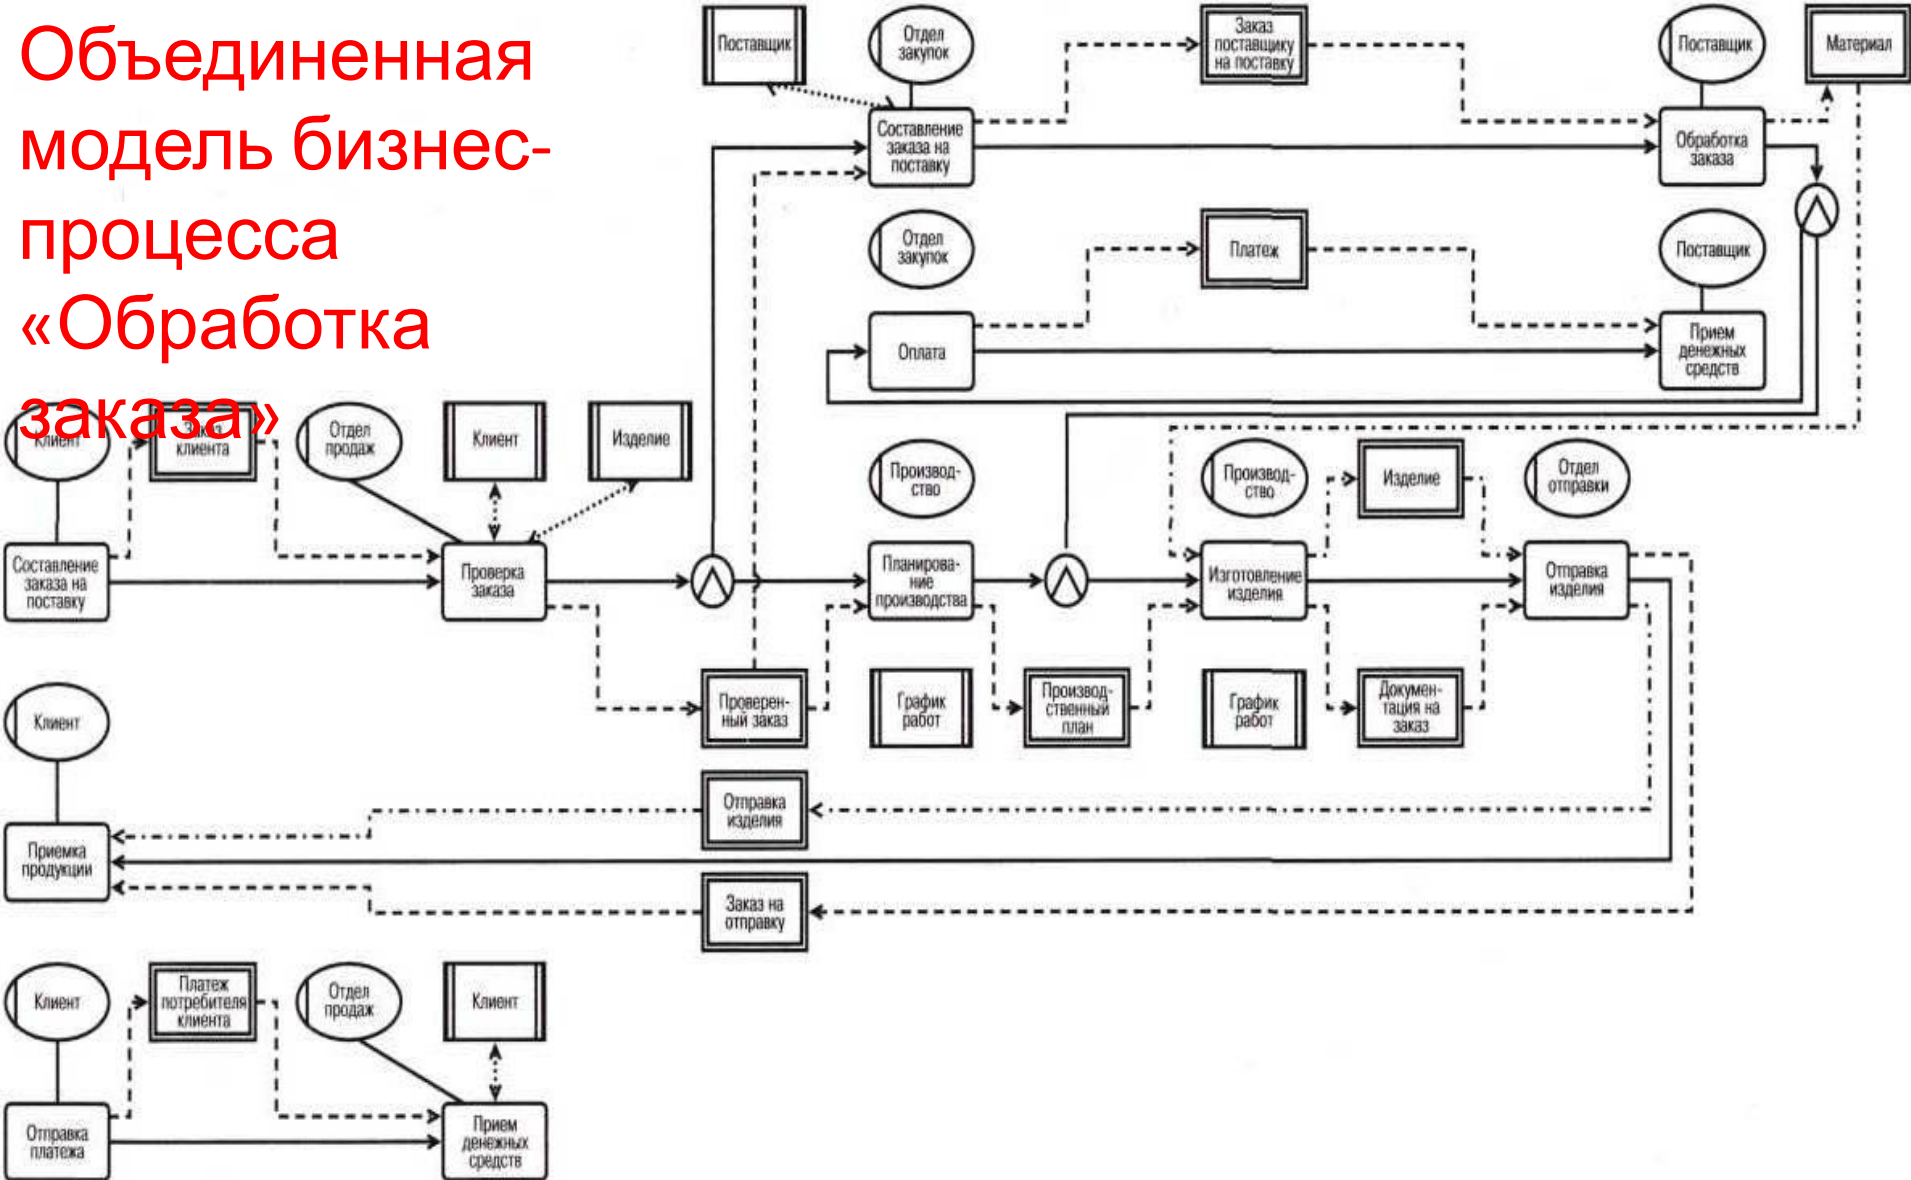 Объединенная
модель бизнес-
процесса
«Обработка
заказа»
Поставщик
Отдел
закупок
Заказ
поставщику
на поставку
Поставщик
Материал
Составление
заказа на
поставку
Обработка
заказа
Отдел
закупок
Платеж
Поставщик
Оплата
Прием
денежных
средств
Клиент
Заказ
клиента
Отдел
продаж
Клиент
Изделие
Производ-
ство
Производ-
ство
Изделие
Отдел
отправки
Составление
заказа на
поставку
Проверка
заказа
Планирова-
ние
производства
Изготовление
изделия
Отправка
изделия
Клиент
Проверен-
ный заказ
График
работ
Производ-
ственный
план
График
работ
Докумен-
тация на
заказ
Отправка
изделия
Приемка
продукции
Заказ на
отправку
Клиент
Платеж
потребителя
клиента
Отдел
продаж
Клиент
Отправка
платежа
Прием
денежных
средств